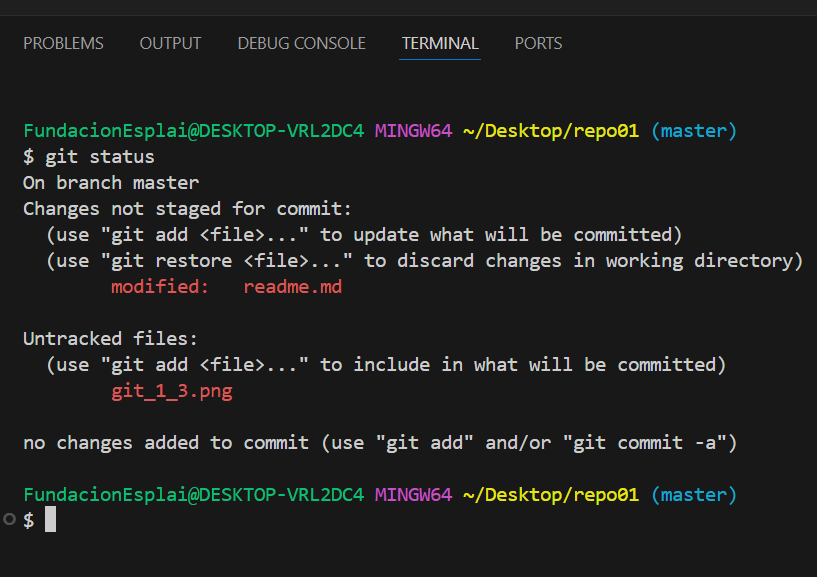 PROBLEMS OUTPUT DEBUG CONSOLE TERMINAL PORTS
FundacionEsplai@DESKTOP-VRL2DC4 MINGW64 ~/Desktop/repo01 (master)
$ git status
On branch master
Changes not staged for commit:
  (use "git add <file>..." to update what will be committed)
  (use "git restore <file>..." to discard changes in working directory)
        modified:   readme.md
Untracked files:
  (use "git add <file>..." to include in what will be committed)
        git_1_3.png
no changes added to commit (use "git add" and/or "git commit -a")
FundacionEsplai@DESKTOP-VRL2DC4 MINGW64 ~/Desktop/repo01 (master)
$